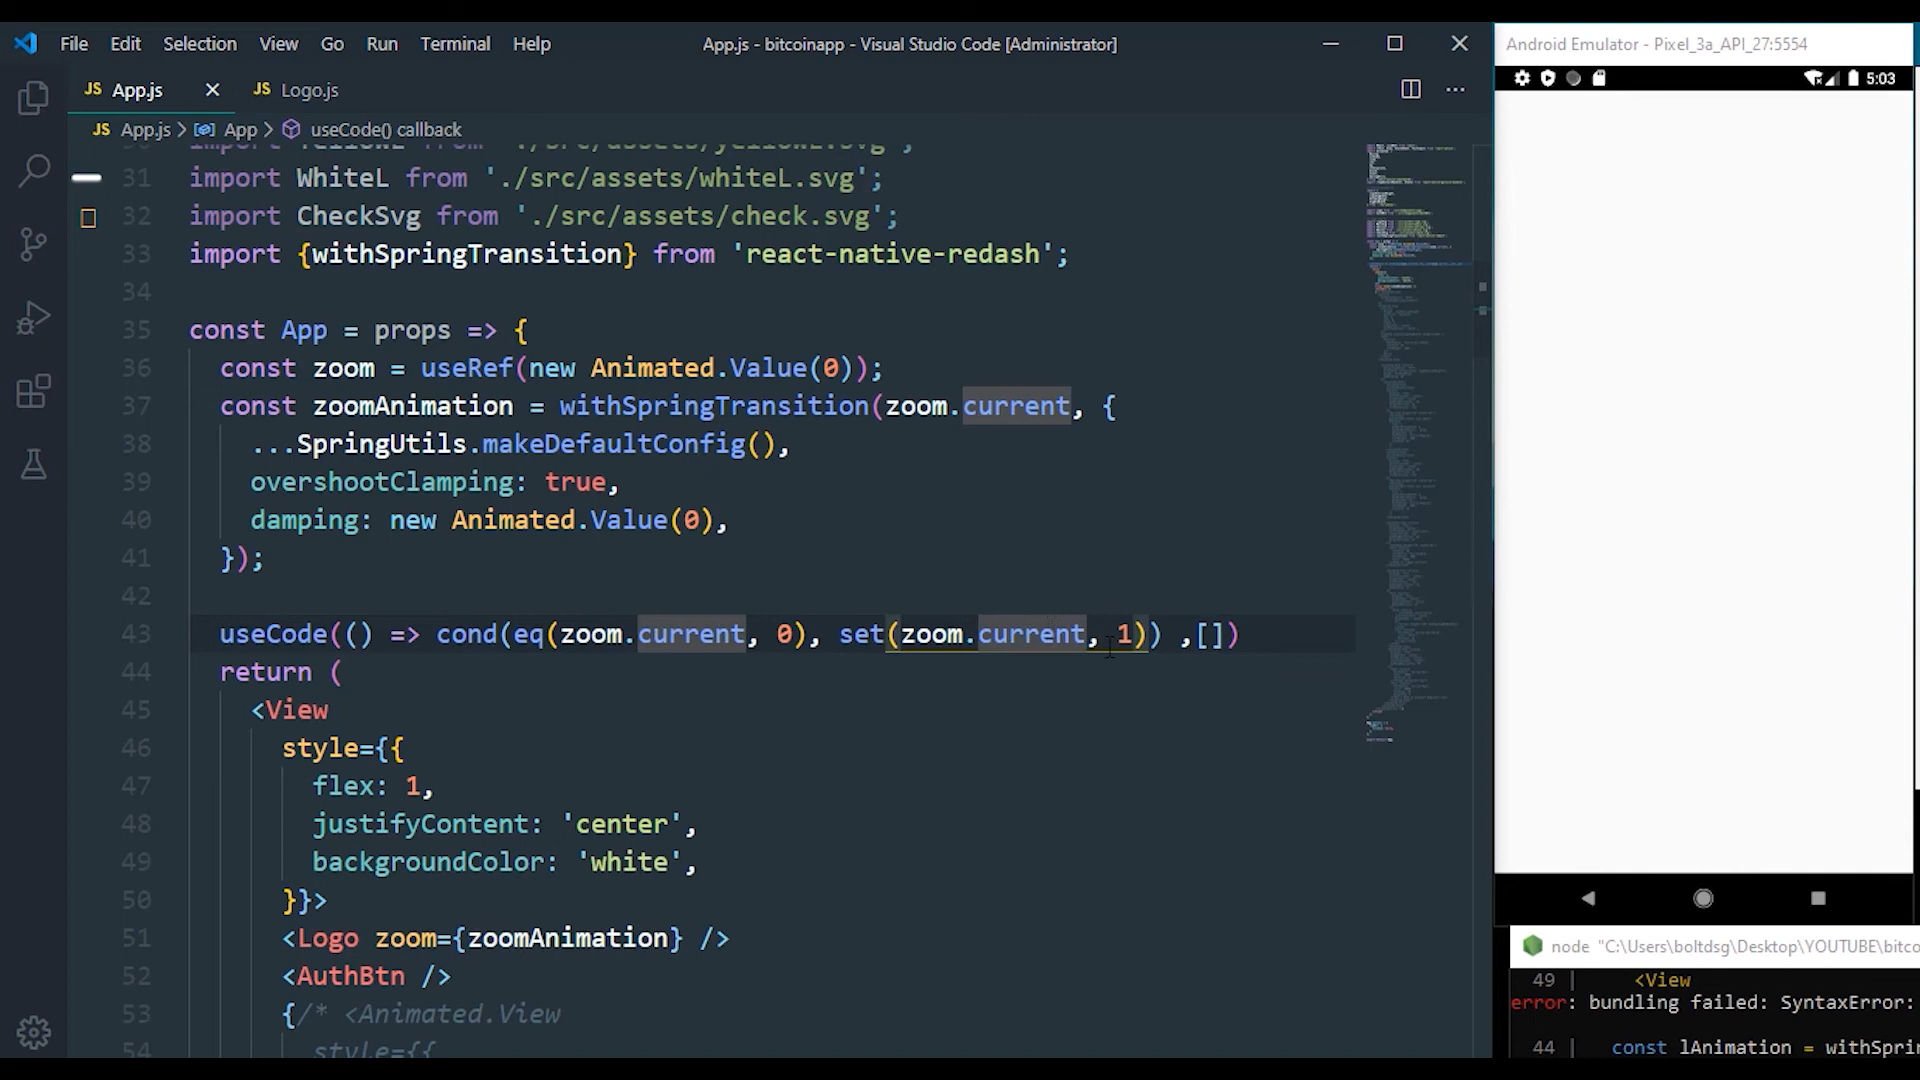 File Edit Selection View Go Run Terminal Help
App.js - bitcoinapp - Visual Studio Code [Administrator]
JS App.js
JS Logo.js
JS App.js > App > useCode() callback
31 import WhiteL from './src/assets/whiteL.svg';
32 import CheckSvg from './src/assets/check.svg';
33 import {withSpringTransition} from 'react-native-redash';
34
35 const App = props => {
36 const zoom = useRef(new Animated.Value(0));
37 const zoomAnimation = withSpringTransition(zoom.current, {
38 ...SpringUtils.makeDefaultConfig(),
39 overshootClamping: true,
40 damping: new Animated.Value(0),
41 });
42
43 useCode(() => cond(eq(zoom.current, 0), set(zoom.current, 1)) ,[])
44 return (
45 <View
46 style={{
47 flex: 1,
48 justifyContent: 'center',
49 backgroundColor: 'white',
50 }}>
51 <Logo zoom={zoomAnimation} />
52 <AuthBtn />
53 {/* <Animated.View
54 style={{
Android Emulator - Pixel_3a_API_27:5554
5:03
node "C:\Users\boltdsg\Desktop\YOUTUBE\bitco
49 | <View
error: bundling failed: SyntaxError:
44 | const lAnimation = withSprin